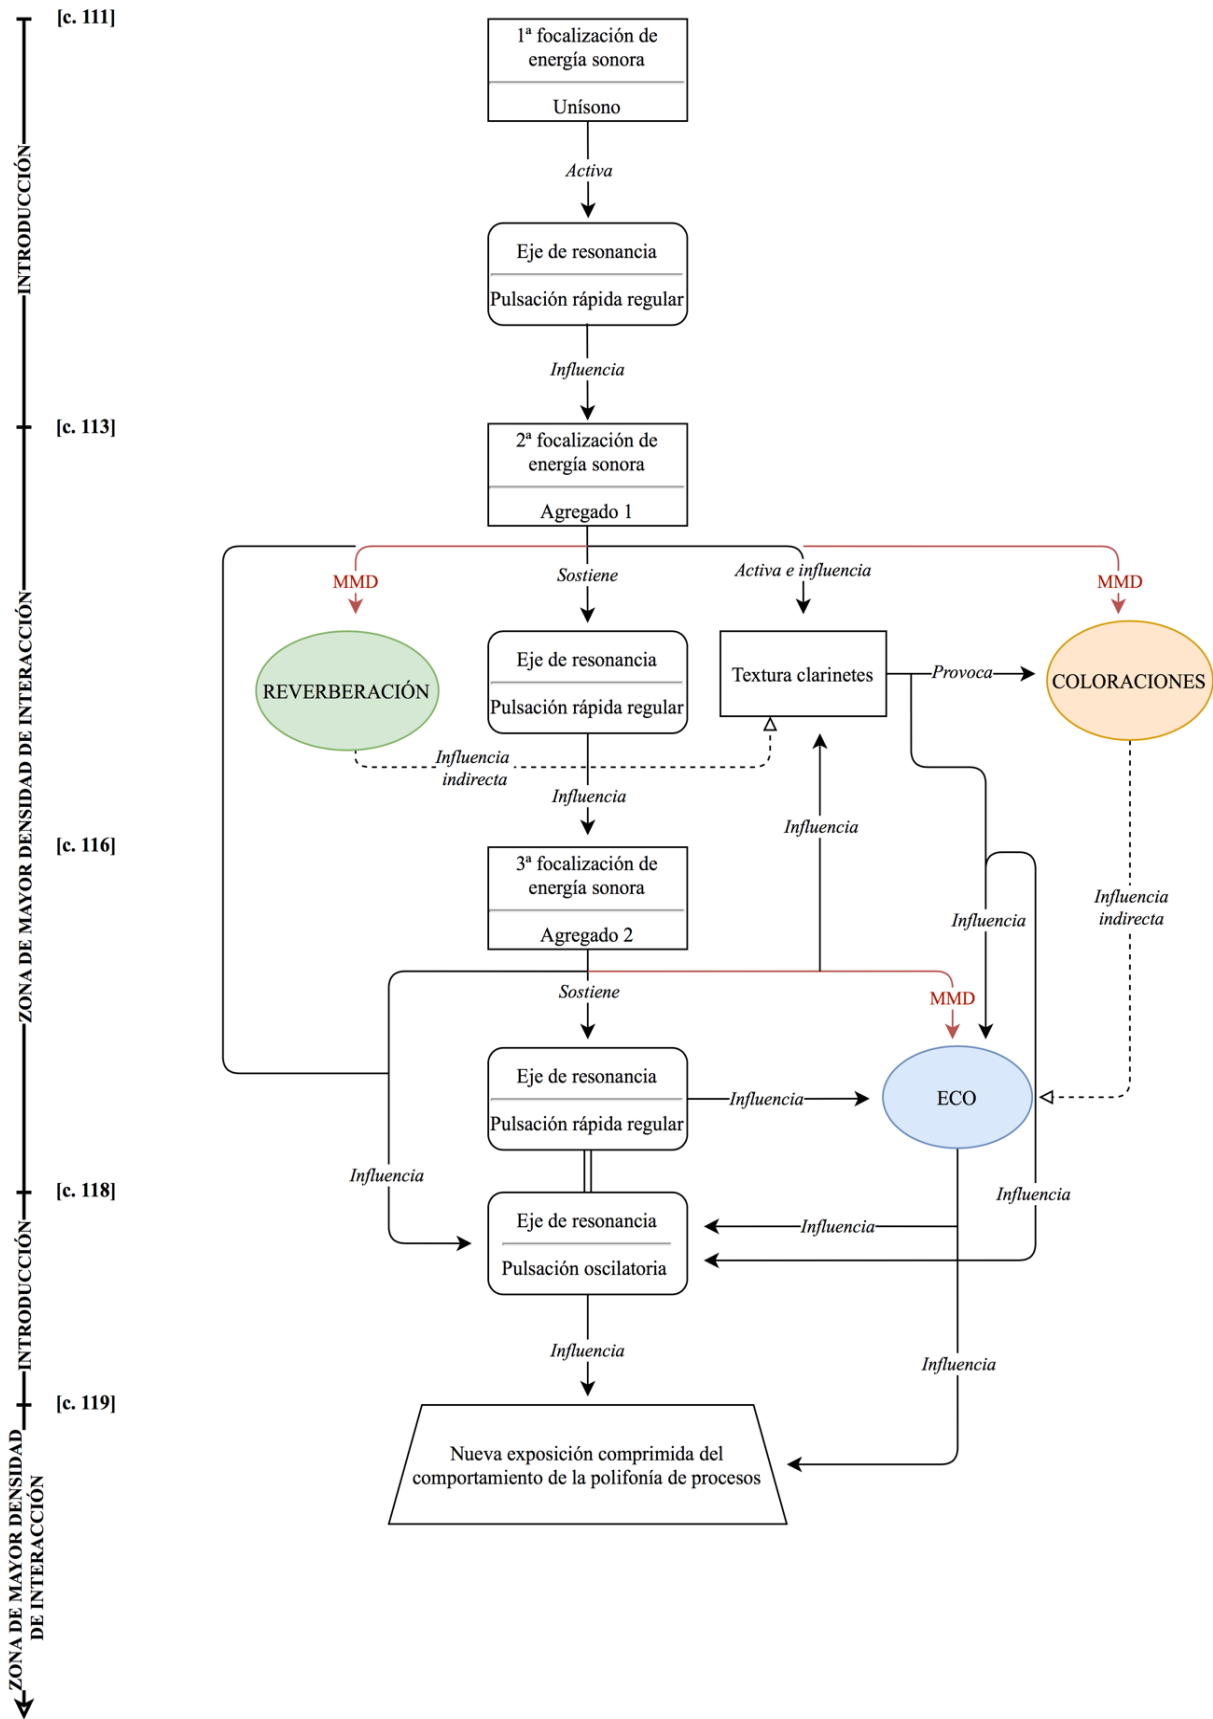 [c. 111]
1ª focalización de
energía sonora
Unísono
Activa
INTRODUCCIÓN
Eje de resonancia
Pulsación rápida regular
Influencia
[c. 113]
2ª focalización de
energía sonora
Agregado 1
MMD
Sostiene
Activa e influencia
MMD
ZONA DE MAYOR DENSIDAD DE INTERACCIÓN
REVERBERACIÓN
Eje de resonancia
Pulsación rápida regular
Textura clarinetes
Provoca
COLORACIONES
Influencia
indirecta
Influencia
Influencia
[c. 116]
3ª focalización de
energía sonora
Agregado 2
Influencia
Influencia
indirecta
Sostiene
MMD
Eje de resonancia
Pulsación rápida regular
Influencia
ECO
Influencia
[c. 118]
Influencia
INTRODUCCIÓN
Eje de resonancia
Pulsación oscilatoria
Influencia
Influencia
Influencia
[c. 119]
ZONA DE MAYOR DENSIDAD
DE INTERACCIÓN
Nueva exposición comprimida del
comportamiento de la polifonía de procesos